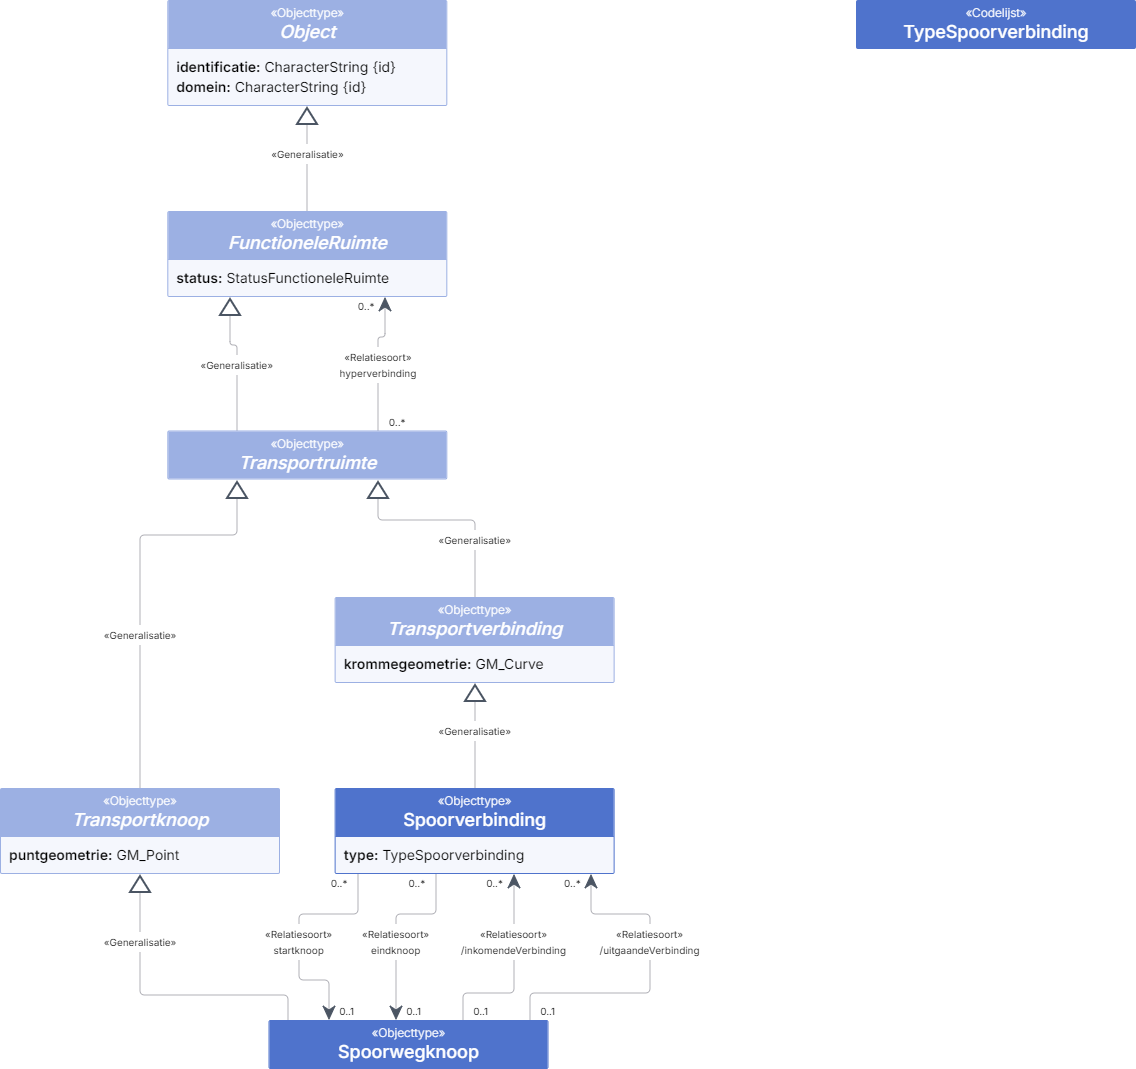 «Objecttype»
Object
identificatie: CharacterString {id}
domein: CharacterString {id}
«Codelijst»
TypeSpoorverbinding
«Generalisatie»
«Objecttype»
FunctioneleRuimte
status: StatusFunctioneleRuimte
0..*
«Generalisatie»
«Relatiesoort»
hyperverbinding
0..*
«Objecttype»
Transportruimte
«Generalisatie»
«Objecttype»
Transportverbinding
krommegeometrie: GM_Curve
«Generalisatie»
«Generalisatie»
«Objecttype»
Transportknoop
puntgeometrie: GM_Point
«Objecttype»
Spoorverbinding
type: TypeSpoorverbinding
0..*
0..*
0..*
0..*
«Generalisatie»
«Relatiesoort»
startknoop
«Relatiesoort»
eindknoop
«Relatiesoort»
/inkomendeVerbinding
«Relatiesoort»
/uitgaandeVerbinding
0..1
0..1
0..1
0..1
«Objecttype»
Spoorwegknoop